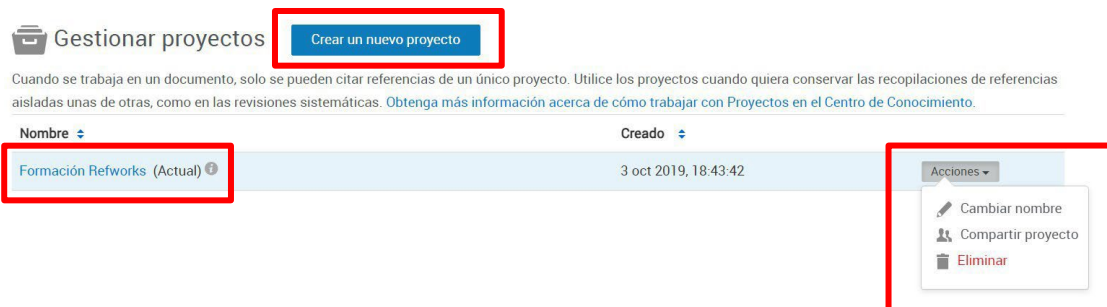 Gestionar proyectos Crear un nuevo proyecto
Cuando se trabaja en un documento, solo se pueden citar referencias de un único proyecto. Utilice los proyectos cuando quiera conservar las recopilaciones de referencias
aisladas unas de otras, como en las revisiones sistemáticas. Obtenga más información acerca de cómo trabajar con Proyectos en el Centro de Conocimiento.
Nombre Creado
Formación Refworks (Actual) 3 oct 2019, 18:43:42 Acciones
Cambiar nombre
Compartir proyecto
Eliminar